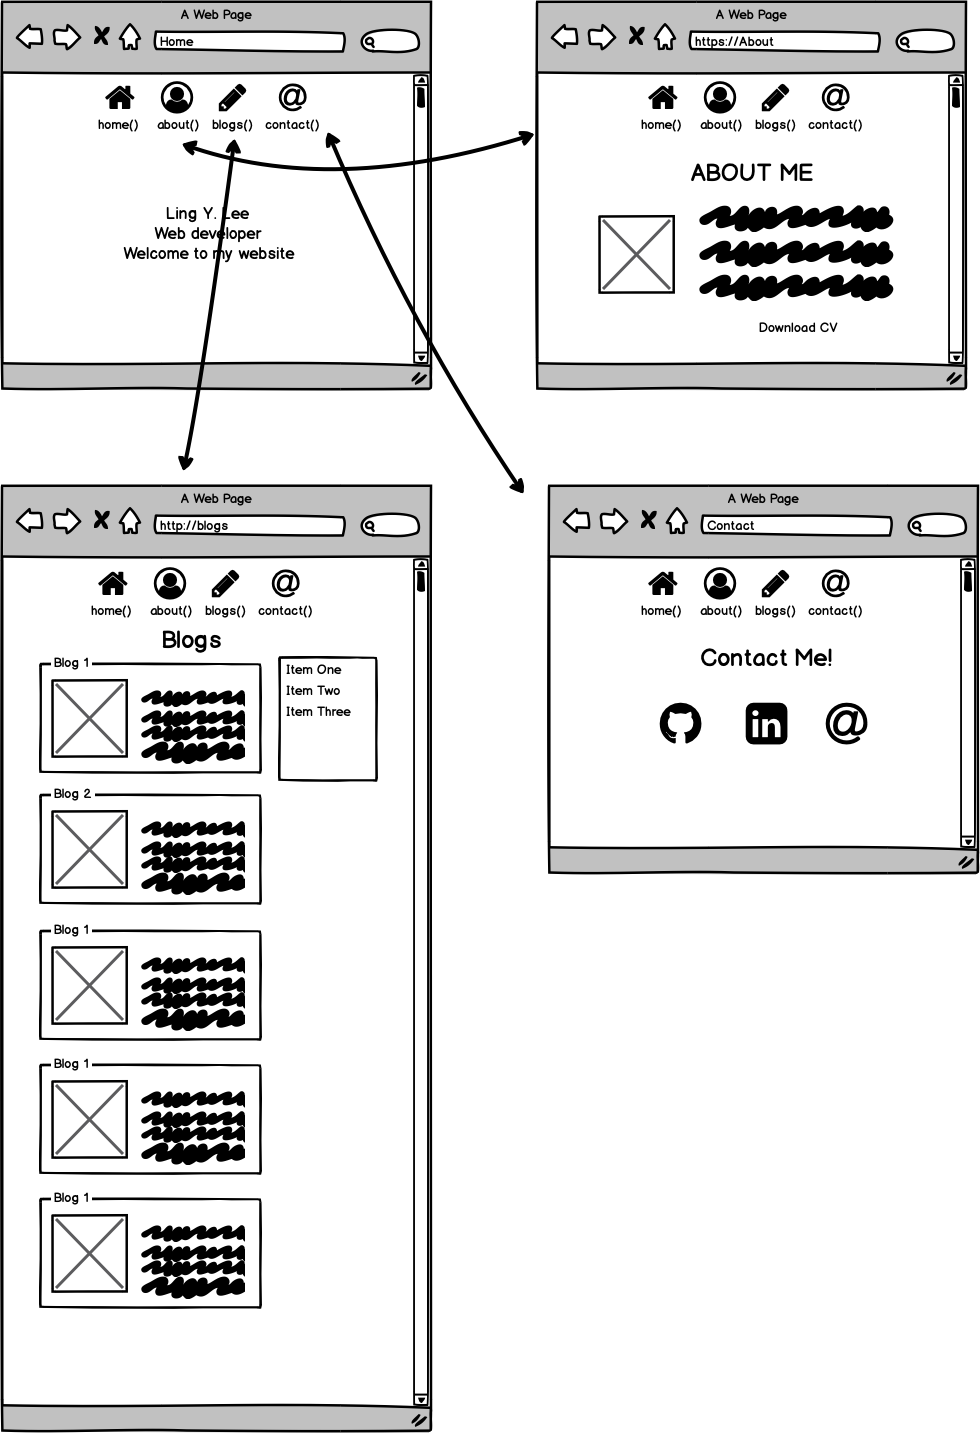 A Web Page
Home
home() about() blogs() contact()
Ling Y. Lee
Web developer
Welcome to my website
A Web Page
https://About
home() about() blogs() contact()
ABOUT ME
Download CV
A Web Page
http://blogs
home() about() blogs() contact()
Blogs
Blog 1
Item One
Item Two
Item Three
Blog 2
Blog 1
Blog 1
Blog 1
A Web Page
Contact
home() about() blogs() contact()
Contact Me!
in